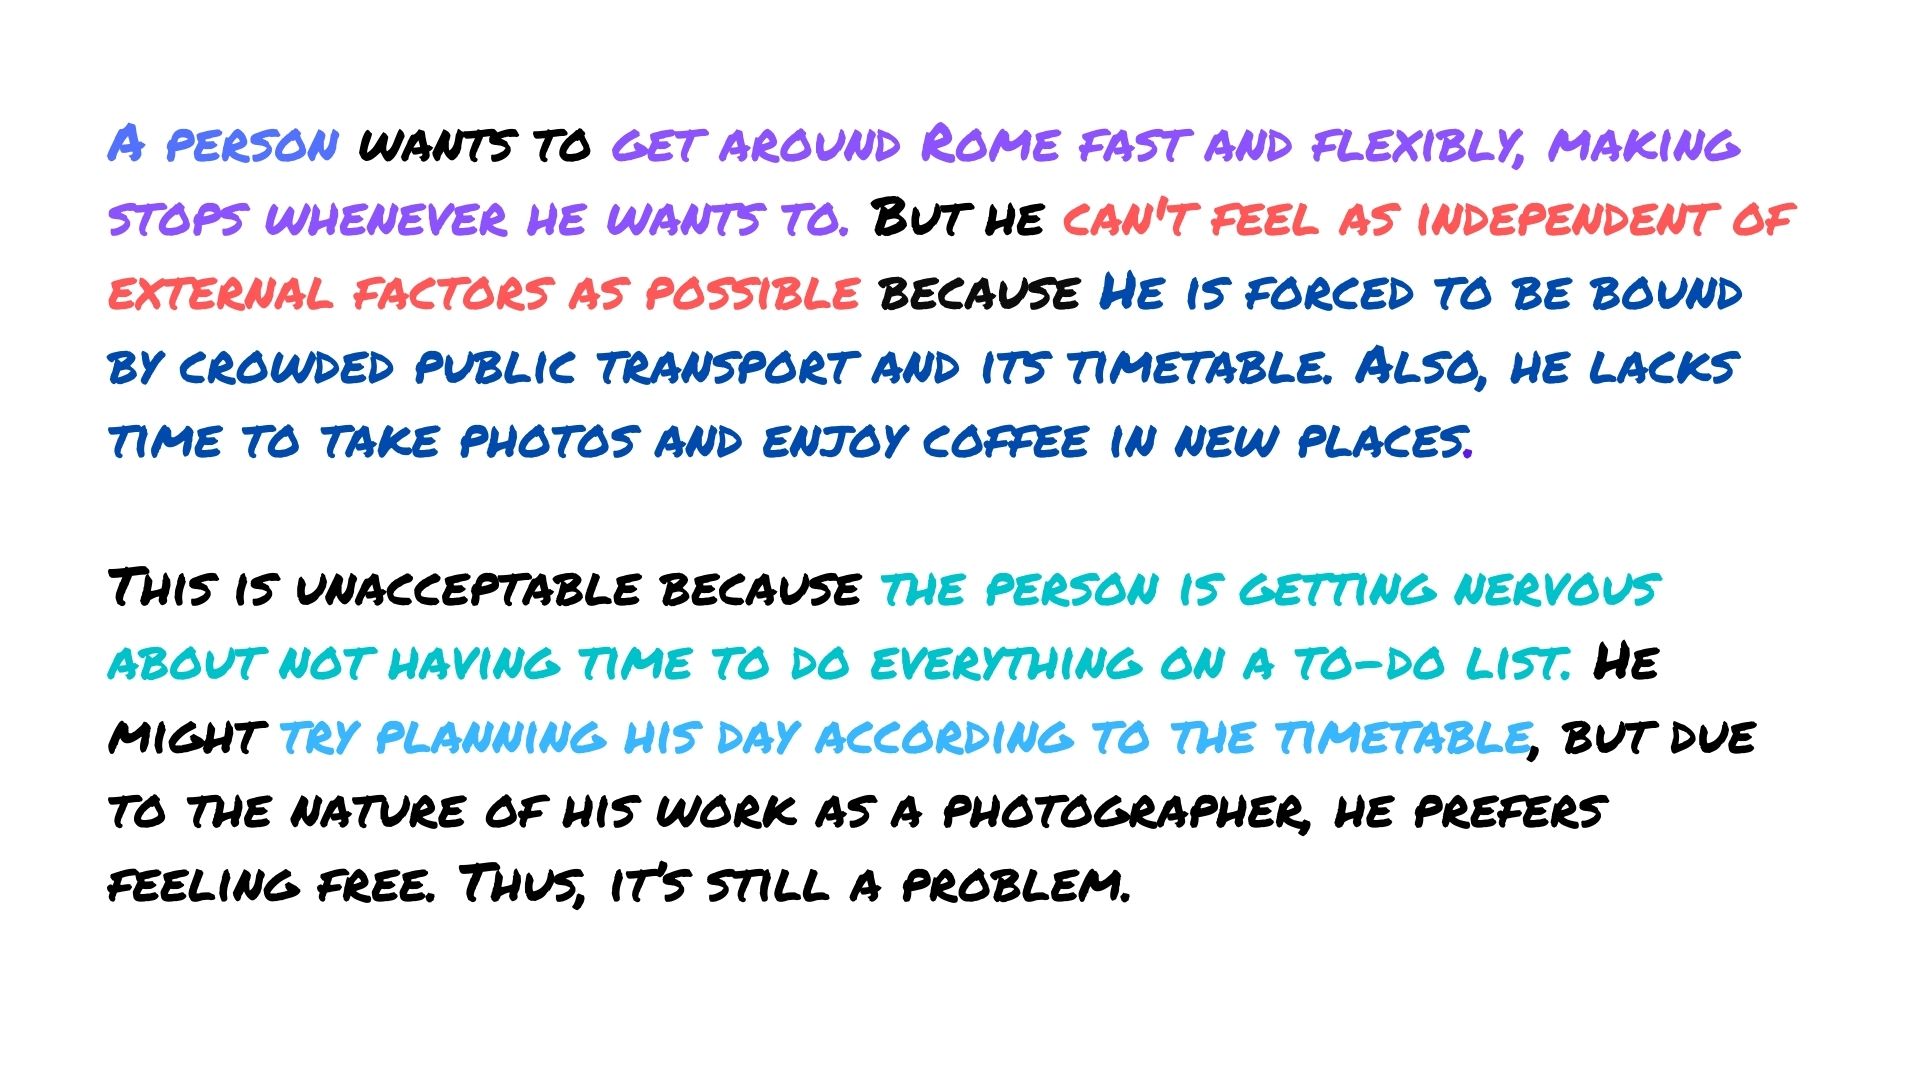 A person wants to get around Rome fast and flexibly, making
stops whenever he wants to. But he can't feel as independent of
external factors as possible because He is forced to be bound
by crowded public transport and its timetable. Also, he lacks
time to take photos and enjoy coffee in new places.
This is unacceptable because the person is getting nervous
about not having time to do everything on a to-do list. He
might try planning his day according to the timetable, but due
to the nature of his work as a photographer, he prefers
feeling free. Thus, it's still a problem.